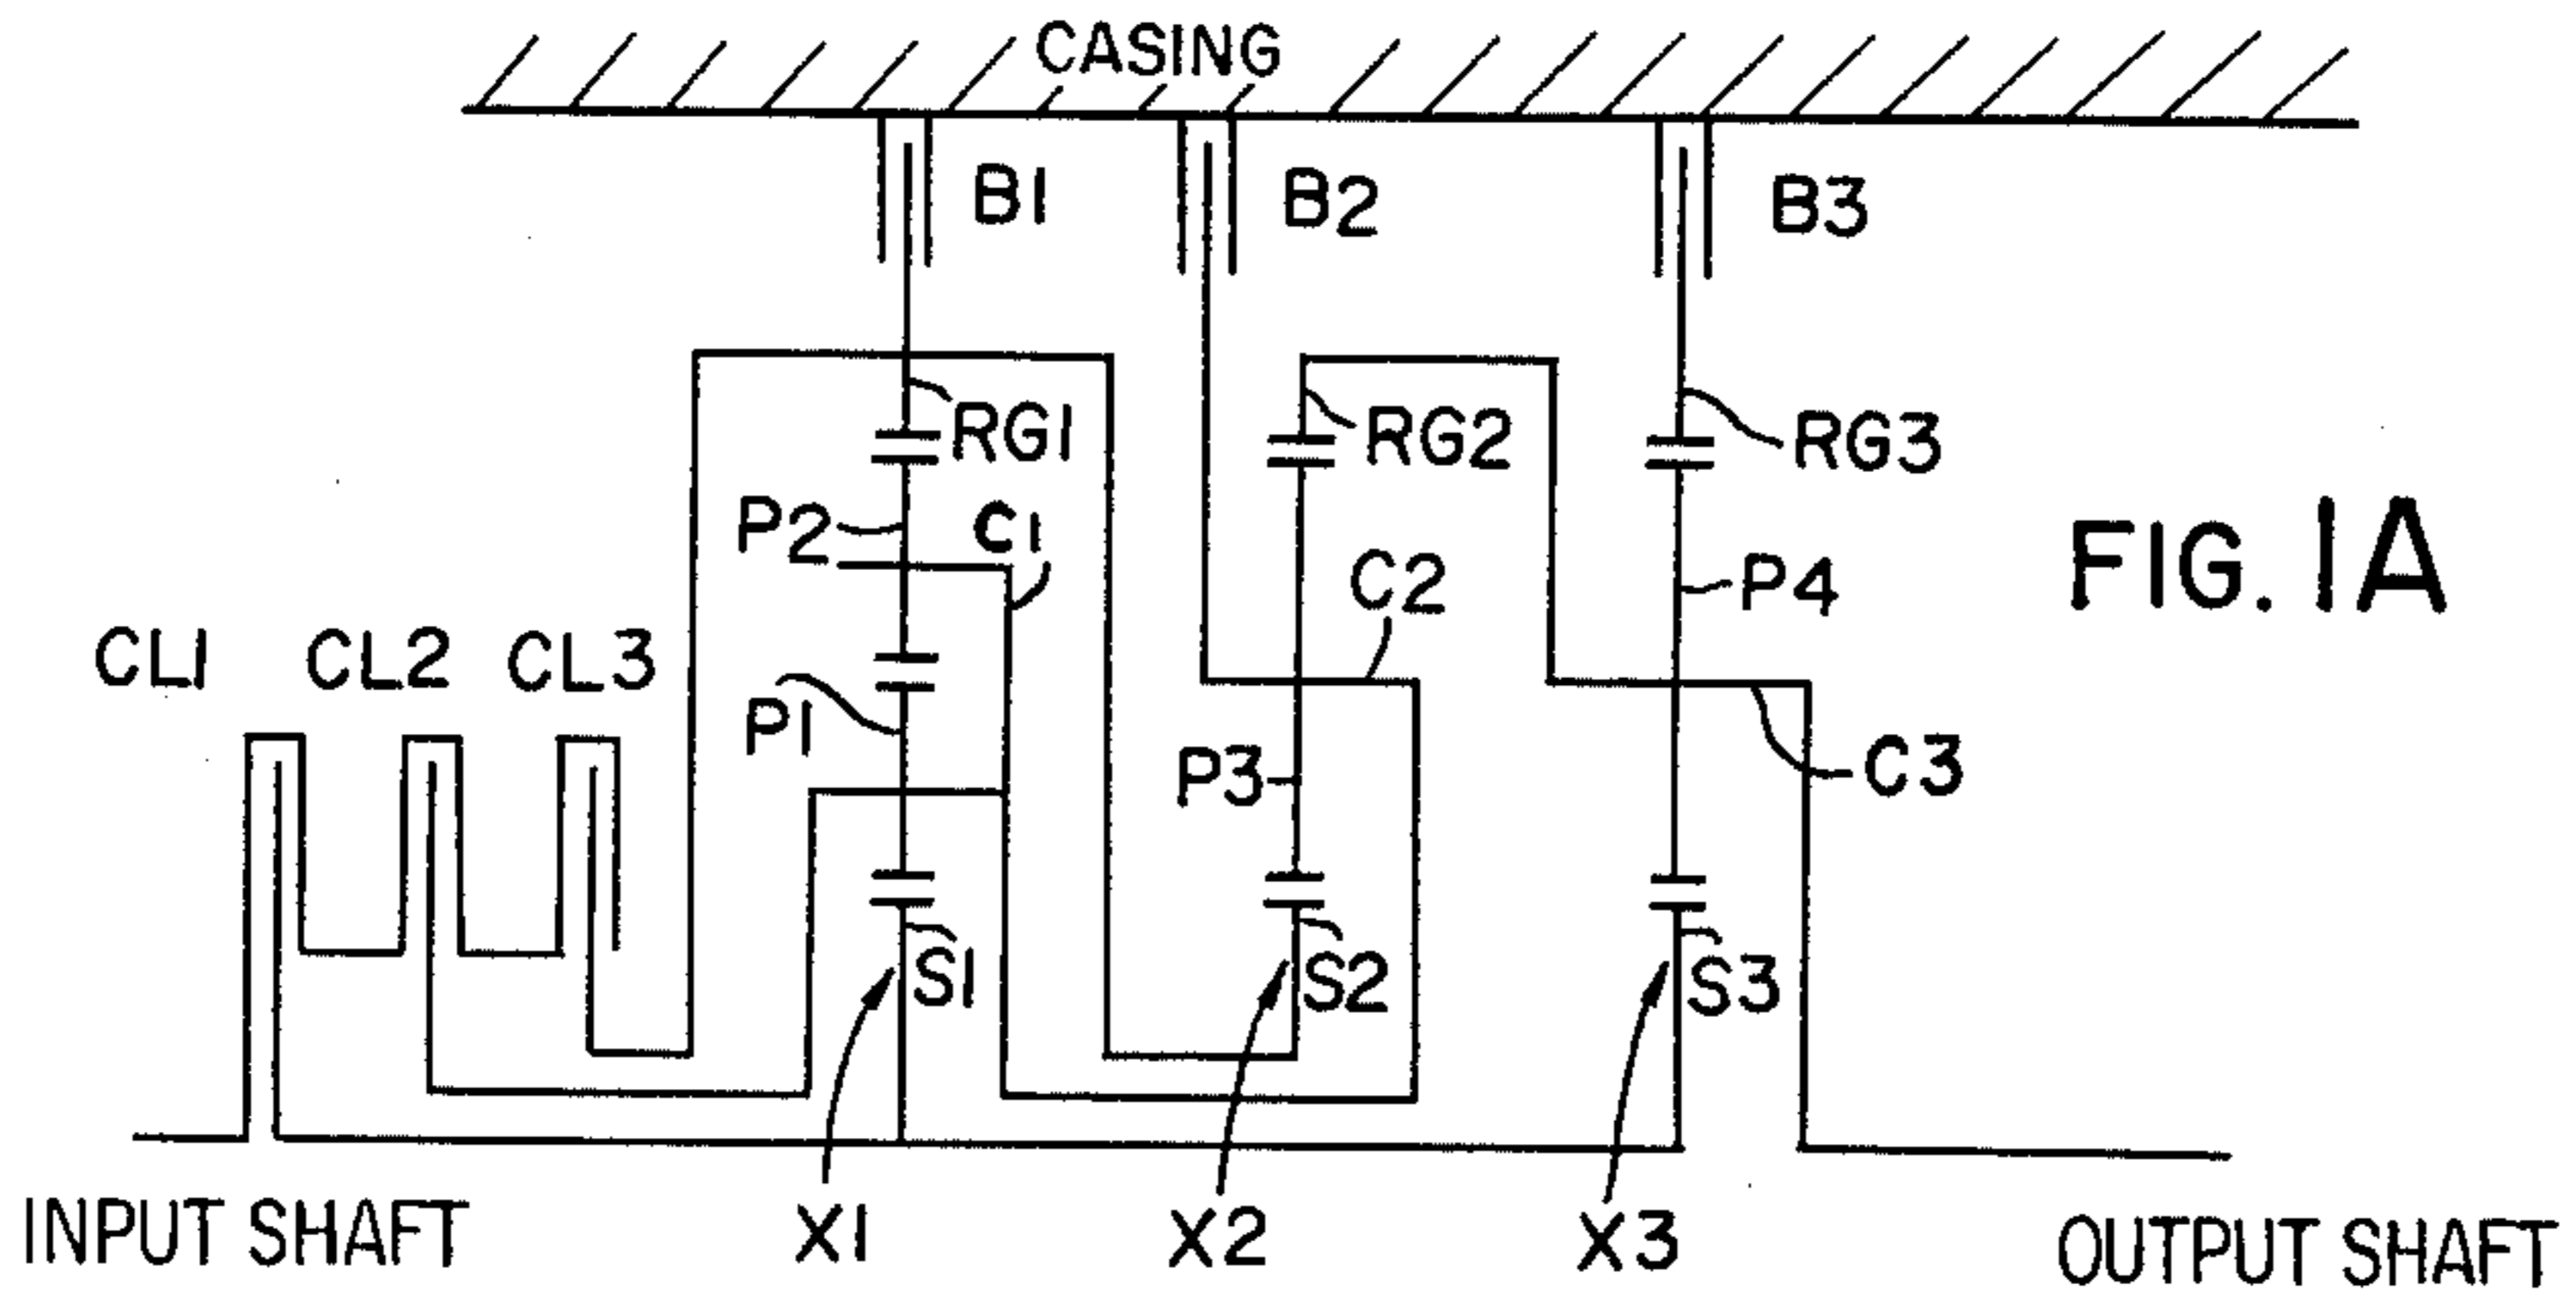 CASING
B1 B2 B3
RG1 RG2 RG3
P2 C1 C2 P4
FIG. 1A
CL1 CL2 CL3
P1 P3 C3
S1 S2 S3
X1 X2 X3
INPUT SHAFT OUTPUT SHAFT